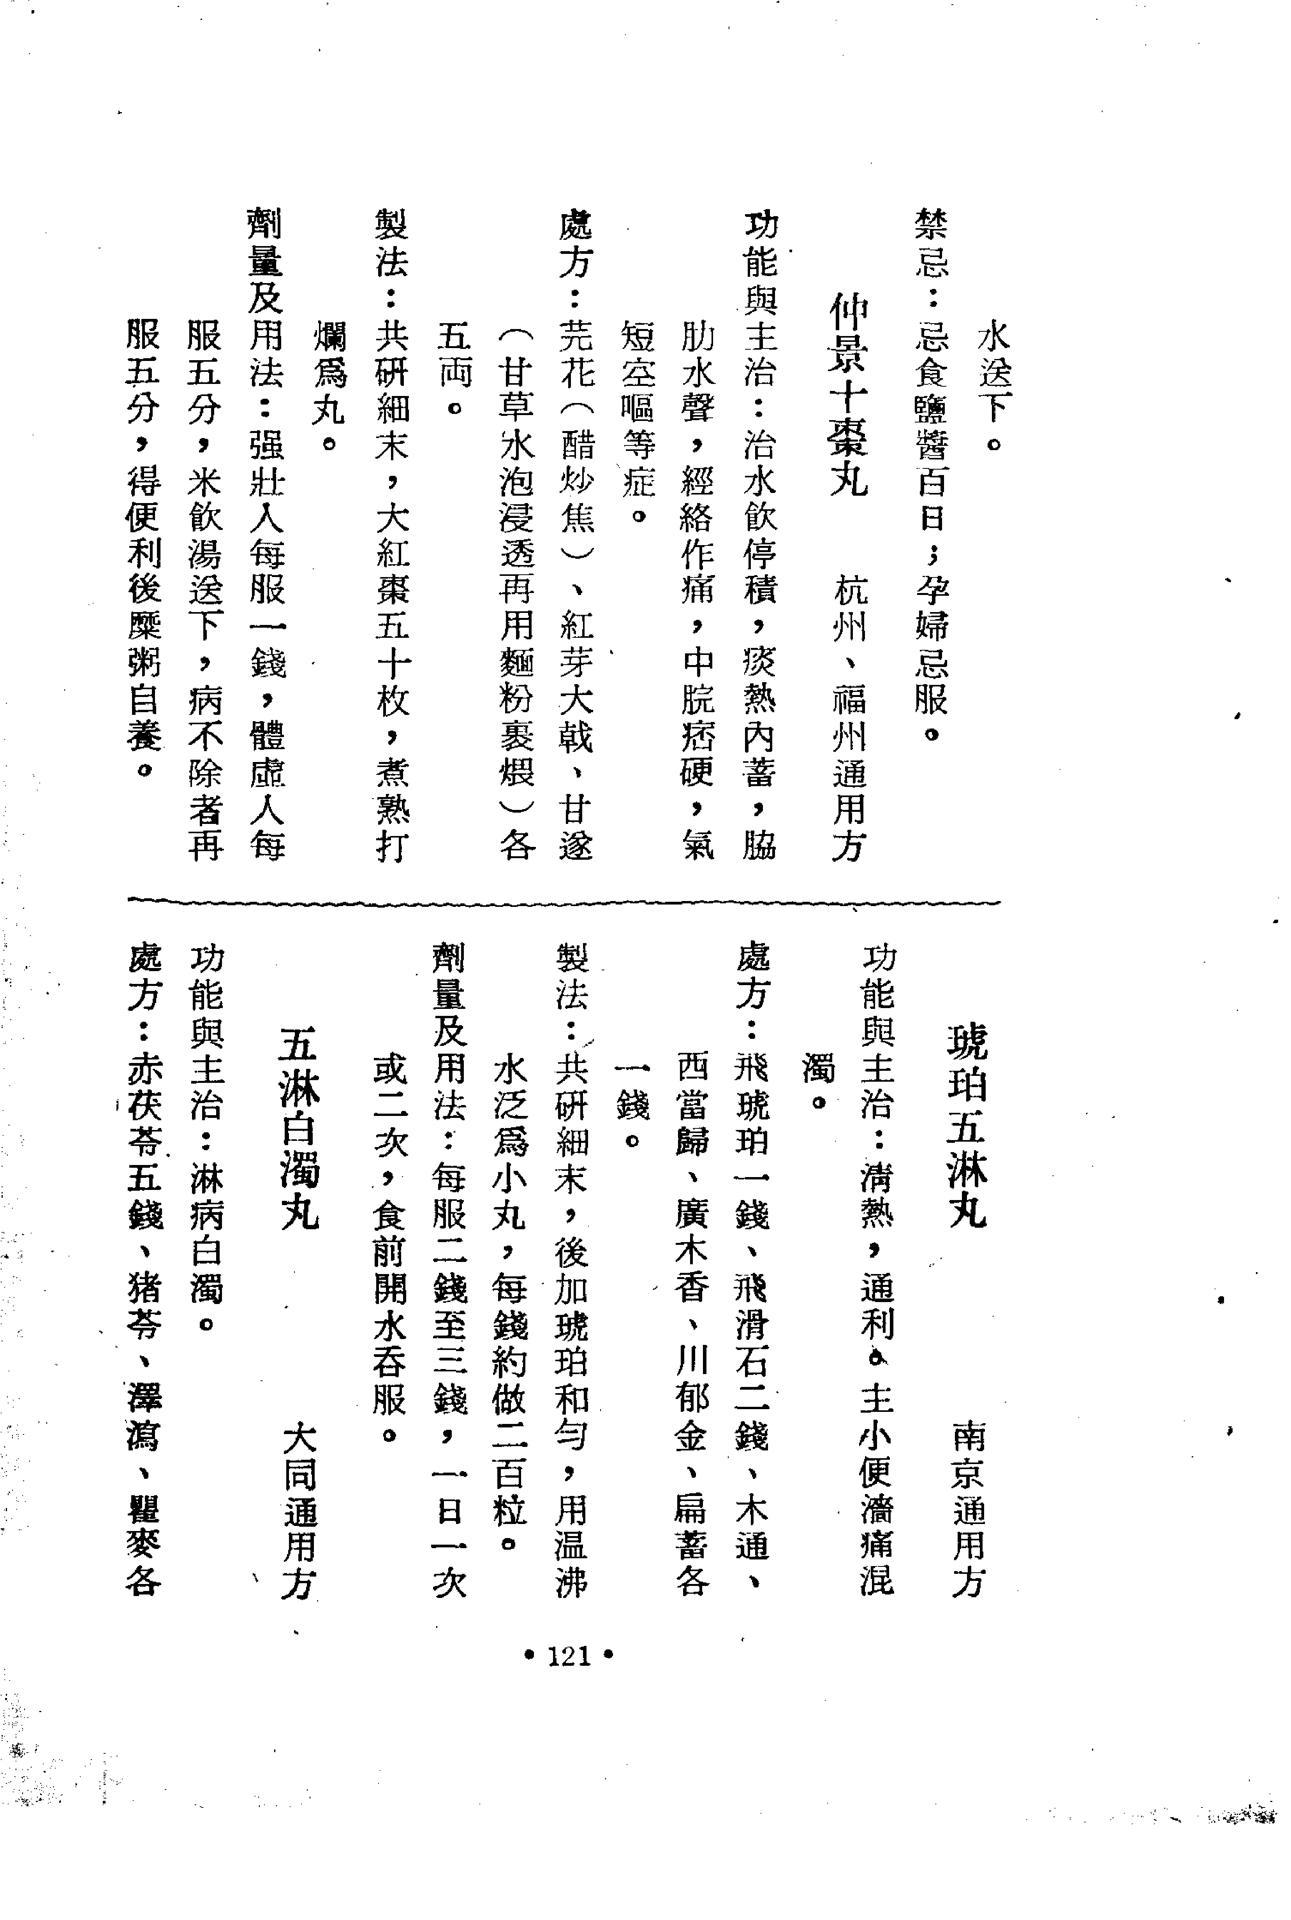 水送下。
禁忌：忌食鹽醬百日；孕婦忌服。
仲景十棗丸　杭州、福州通用方
功能與主治：治水飲停積，痰熱內蓄，脇
肋水聲，經絡作痛，中脘痞硬，氣
短空嘔等症。
處方：芫花（醋炒焦）、紅芽大戟、甘遂
（甘草水泡浸透再用麵粉裹煨）各
五両。
製法：共研細末，大紅棗五十枚，煮熟打
爛爲丸。
劑量及用法：强壯人每服一錢，體虛人每
服五分，米飲湯送下，病不除者再
服五分，得便利後糜粥自養。
琥珀五淋丸　南京通用方
功能與主治：淸熱，通利。主小便濇痛混
濁。
處方：飛琥珀一錢、飛滑石二錢、木通、
西當歸、廣木香、川郁金、扁蓄各
一錢。
製法：共研細末，後加琥珀和勻，用温沸
水泛爲小丸，每錢約做二百粒。
劑量及用法：每服二錢至三錢，一日一次
或二次，食前開水吞服。
五淋白濁丸　大同通用方
功能與主治：淋病白濁。
處方：赤茯苓五錢、猪苓、澤瀉、瞿麥各
•121•